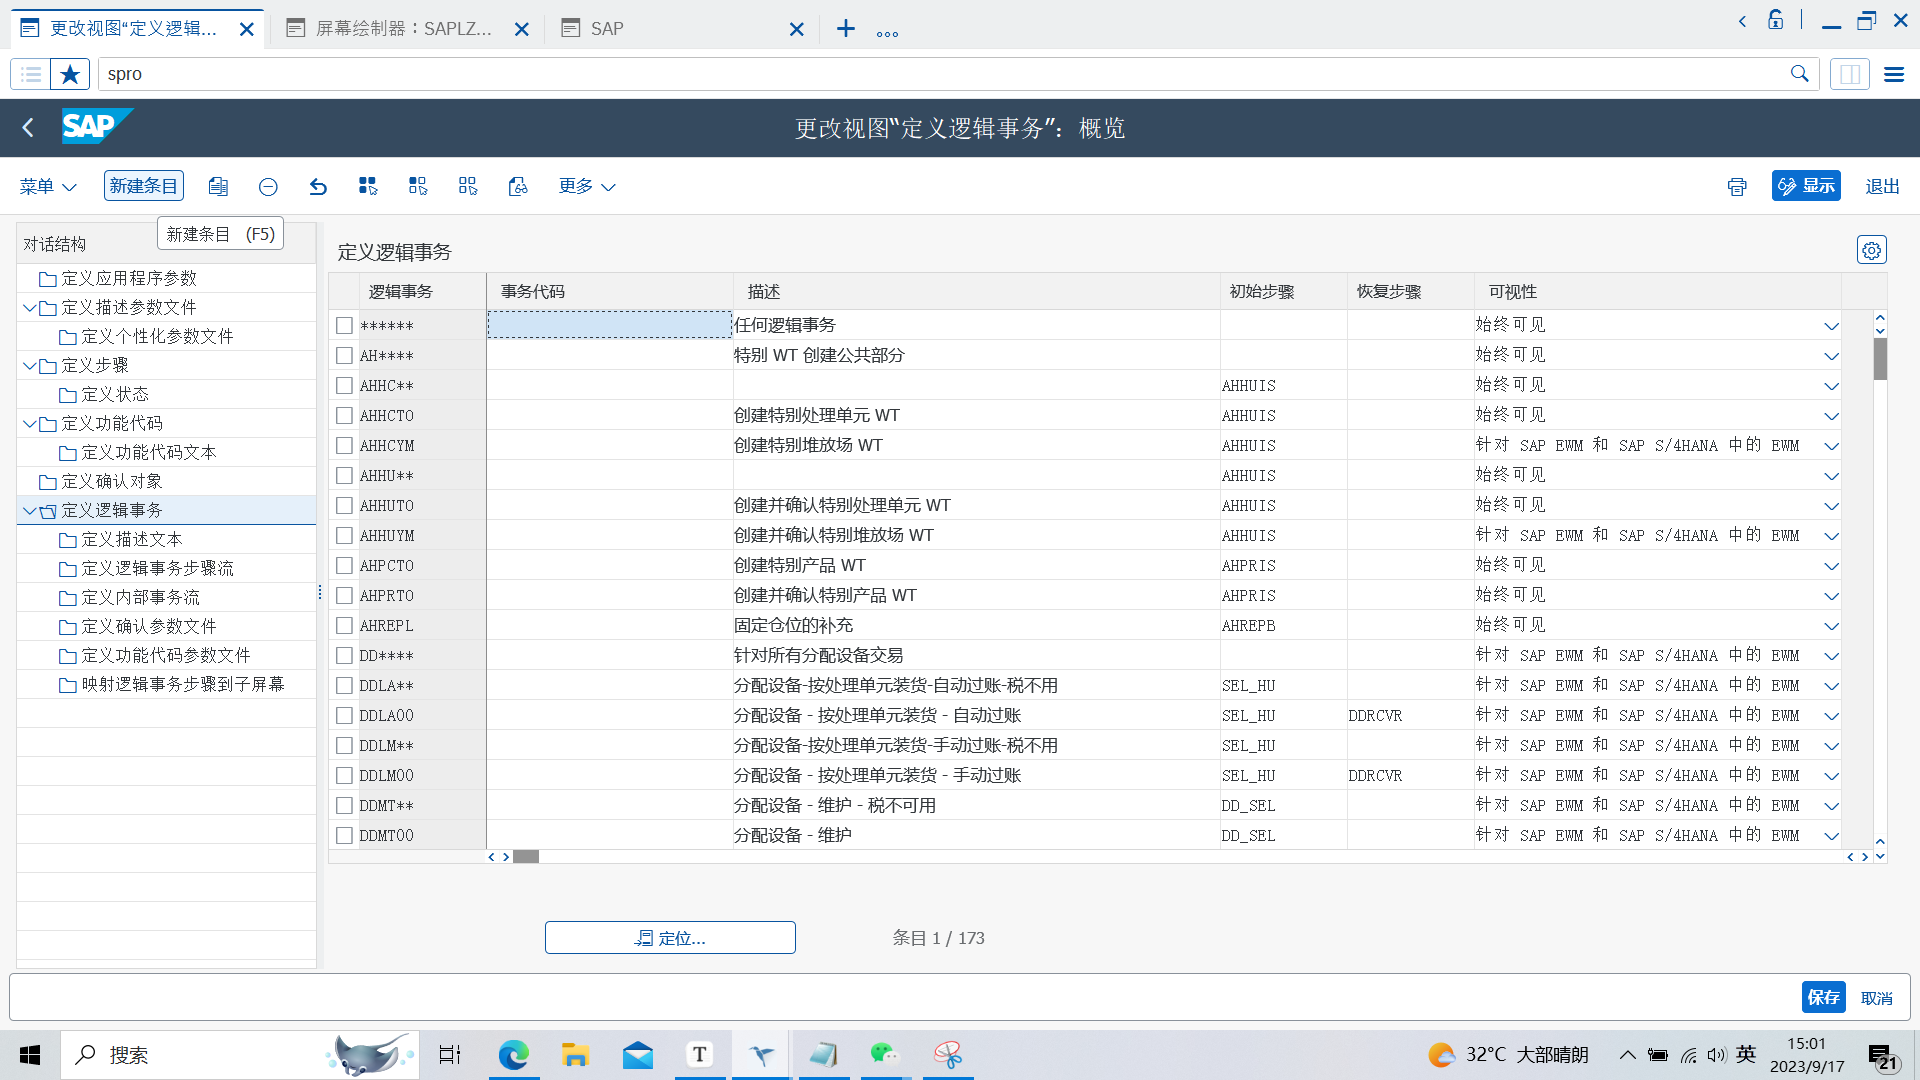 更改视图“定义逻辑... 屏幕绘制器：SAPLZ... SAP
spro
SAP 更改视图“定义逻辑事务”： 概览
菜单 新建条目 更多 显示 退出
新建条目 (F5)
对话结构
定义应用程序参数
定义描述参数文件
定义个性化参数文件
定义步骤
定义状态
定义功能代码
定义功能代码文本
定义确认对象
定义逻辑事务
定义描述文本
定义逻辑事务步骤流
定义内部事务流
定义确认参数文件
定义功能代码参数文件
映射逻辑事务步骤到子屏幕
定义逻辑事务
逻辑事务 事务代码 描述 初始步骤 恢复步骤 可视性
****** 任何逻辑事务 始终可见
AH**** 特别 WT 创建公共部分 始终可见
AHHC** AHHUIS 始终可见
AHHCTO 创建特别处理单元 WT AHHUIS 始终可见
AHHCYM 创建特别堆放场 WT AHHUIS 针对 SAP EWM 和 SAP S/4HANA 中的 EWM
AHHU** AHHUIS 始终可见
AHHUTO 创建并确认特别处理单元 WT AHHUIS 始终可见
AHHUYM 创建并确认特别堆放场 WT AHHUIS 针对 SAP EWM 和 SAP S/4HANA 中的 EWM
AHPCTO 创建特别产品 WT AHPRIS 始终可见
AHPRTO 创建并确认特别产品 WT AHPRIS 始终可见
AHREPL 固定仓位的补充 AHREPB 始终可见
DD**** 针对所有分配设备交易 针对 SAP EWM 和 SAP S/4HANA 中的 EWM
DDLA** 分配设备-按处理单元装货-自动过账-税不用 SEL_HU 针对 SAP EWM 和 SAP S/4HANA 中的 EWM
DDLA00 分配设备 - 按处理单元装货 - 自动过账 SEL_HU DDRCVR 针对 SAP EWM 和 SAP S/4HANA 中的 EWM
DDLM** 分配设备-按处理单元装货-手动过账-税不用 SEL_HU 针对 SAP EWM 和 SAP S/4HANA 中的 EWM
DDLM00 分配设备 - 按处理单元装货 - 手动过账 SEL_HU DDRCVR 针对 SAP EWM 和 SAP S/4HANA 中的 EWM
DDMT** 分配设备 - 维护 - 税不可用 DD_SEL 针对 SAP EWM 和 SAP S/4HANA 中的 EWM
DDMT00 分配设备 - 维护 DD_SEL 针对 SAP EWM 和 SAP S/4HANA 中的 EWM
定位... 条目 1 / 173
保存 取消
搜索 T 32°C 大部晴朗 英 15:01
2023/9/17 21